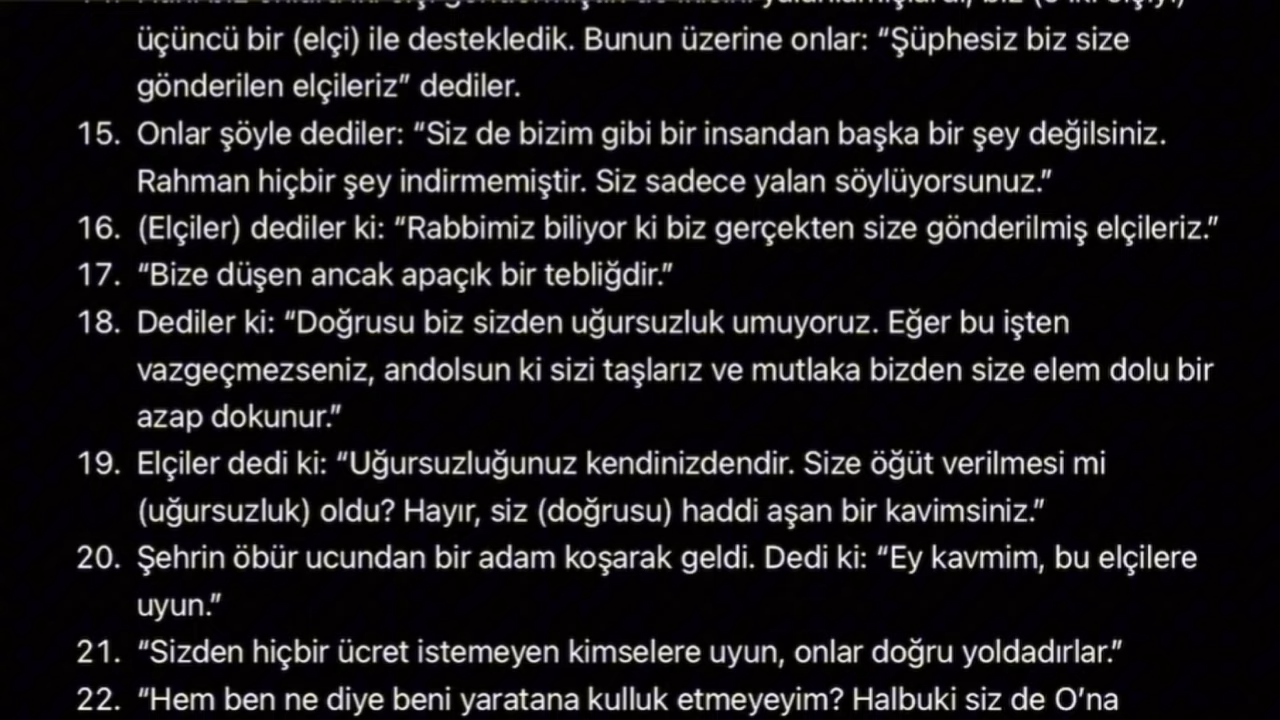 üçüncü bir (elçi) ile destekledik. Bunun üzerine onlar: “Şüphesiz biz size
gönderilen elçileriz” dediler.
15. Onlar şöyle dediler: “Siz de bizim gibi bir insandan başka bir şey değilsiniz.
Rahman hiçbir şey indirmemiştir. Siz sadece yalan söylüyorsunuz.”
16. (Elçiler) dediler ki: “Rabbimiz biliyor ki biz gerçekten size gönderilmiş elçileriz.”
17. “Bize düşen ancak apaçık bir tebliğdir.”
18. Dediler ki: “Doğrusu biz sizden uğursuzluk umuyoruz. Eğer bu işten
vazgeçmezseniz, andolsun ki sizi taşlarız ve mutlaka bizden size elem dolu bir
azap dokunur.”
19. Elçiler dedi ki: “Uğursuzluğunuz kendinizdendir. Size öğüt verilmesi mi
(uğursuzluk) oldu? Hayır, siz (doğrusu) haddi aşan bir kavimsiniz.”
20. Şehrin öbür ucundan bir adam koşarak geldi. Dedi ki: “Ey kavmim, bu elçilere
uyun.”
21. “Sizden hiçbir ücret istemeyen kimselere uyun, onlar doğru yoldadırlar.”
22. “Hem ben ne diye beni yaratana kulluk etmeyeyim? Halbuki siz de O’na